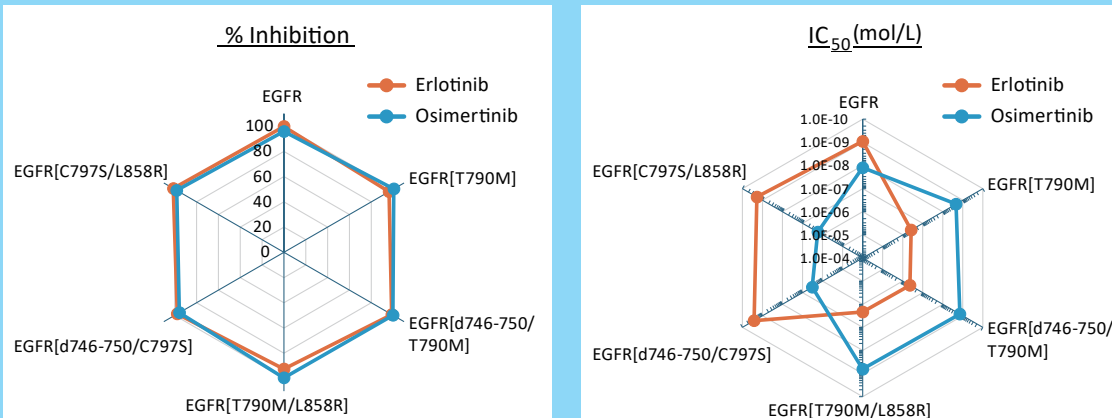 % Inhibition
Erlotinib
Osimertinib
EGFR
100
80
60
40
20
0
EGFR[T790M]
EGFR[d746-750/
T790M]
EGFR[T790M/L858R]
EGFR[d746-750/C797S]
EGFR[C797S/L858R]
IC50(mol/L)
Erlotinib
Osimertinib
EGFR
1.0E-10
1.0E-09
1.0E-08
1.0E-07
1.0E-06
1.0E-05
1.0E-04
EGFR[T790M]
EGFR[d746-750/
T790M]
EGFR[T790M/L858R]
EGFR[d746-750/C797S]
EGFR[C797S/L858R]